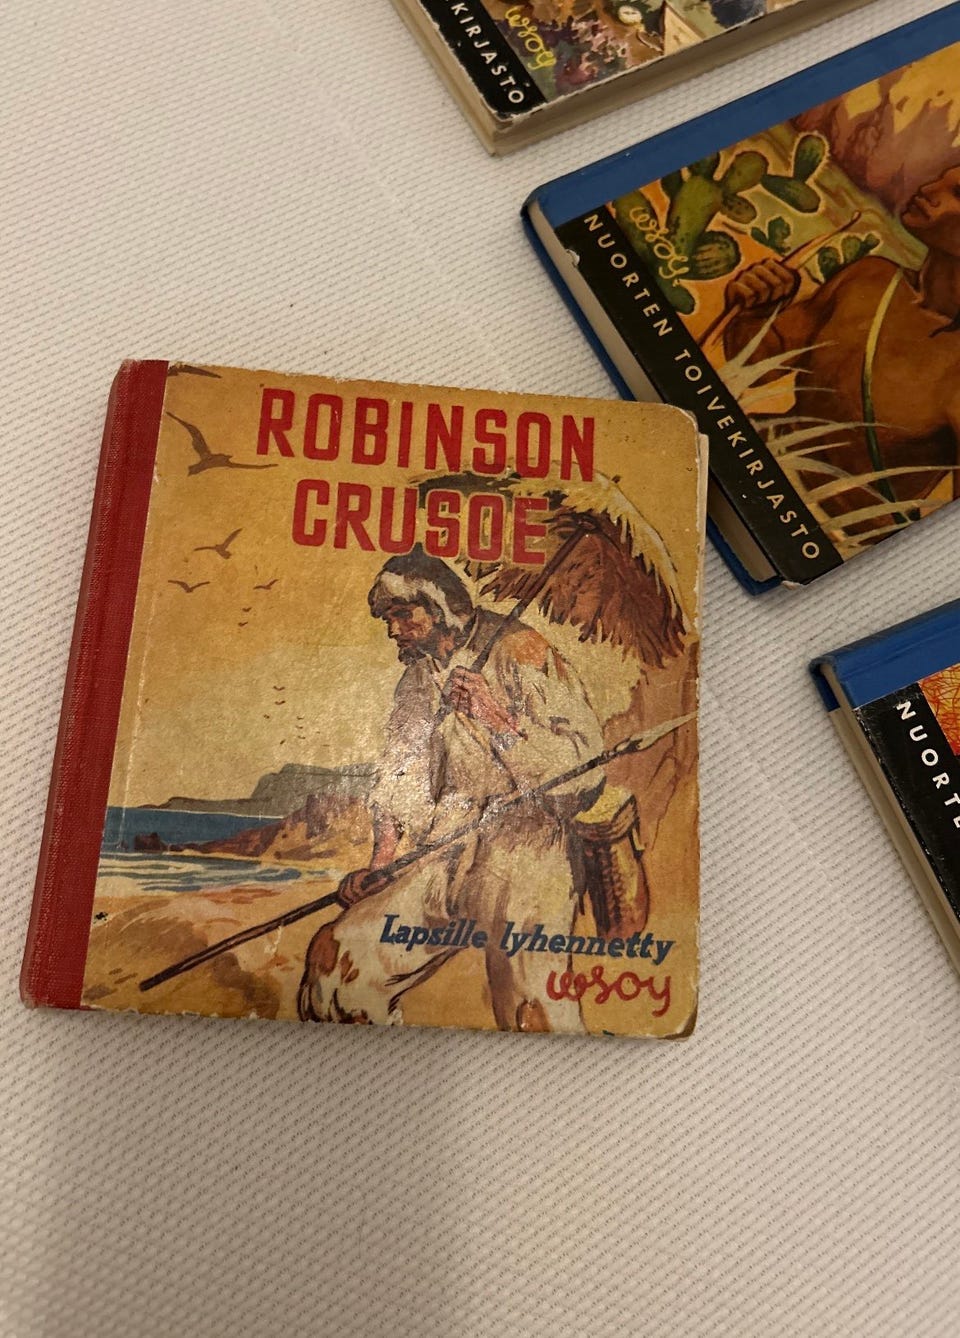 KIRJASTO
wsoy
NUORTEN TOIVEKIRJASTO
wsoy
ROBINSON
CRUSOE
Lapsille lyhennetty
wsoy
NUORTE